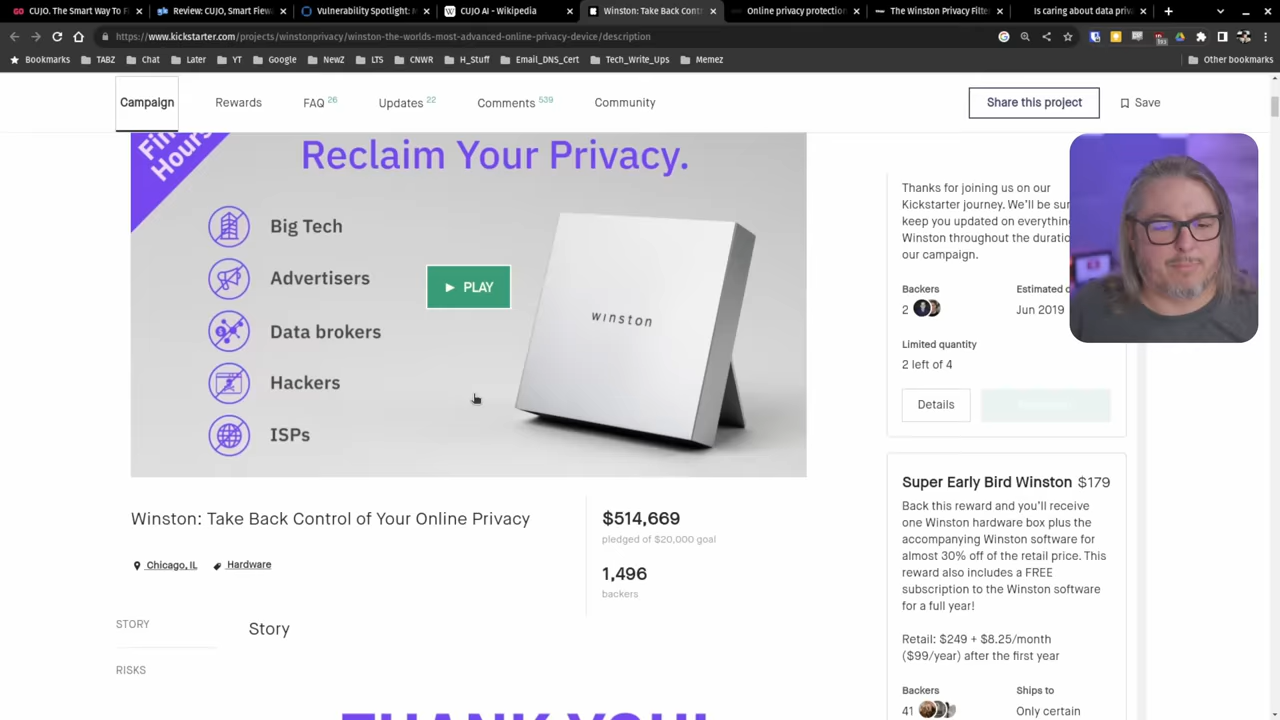 CUJO. The Smart Way To Fi
Review: CUJO, Smart Firew
Vulnerability Spotlight: M
CUJO AI - Wikipedia
Winston: Take Back Control
Online privacy protection
The Winston Privacy Filter
Is caring about data priva
https://www.kickstarter.com/projects/winstonprivacy/winston-the-worlds-most-advanced-online-privacy-device/description
Bookmarks
TABZ
Chat
Later
YT
Google
NewZ
LTS
CNWR
H_Stuff
Email_DNS_Cert
Tech_Write_Ups
Memez
Other bookmarks
Campaign
Rewards
FAQ 26
Updates 22
Comments 539
Community
Share this project
Save
Hours
Reclaim Your Privacy.
Big Tech
Advertisers
Data brokers
Hackers
ISPs
PLAY
winston
Winston: Take Back Control of Your Online Privacy
Chicago, IL
Hardware
$514,669
pledged of $20,000 goal
1,496
backers
STORY
RISKS
Story
THANK YOU!
Thanks for joining us on our
Kickstarter journey. We'll be sur
keep you updated on everythin
Winston throughout the duratio
our campaign.
Backers
2
Estimated
Jun 2019
Limited quantity
2 left of 4
Details
Super Early Bird Winston $179
Back this reward and you'll receive
one Winston hardware box plus the
accompanying Winston software for
almost 30% off of the retail price. This
reward also includes a FREE
subscription to the Winston software
for a full year!
Retail: $249 + $8.25/month
($99/year) after the first year
Backers
41
Ships to
Only certain